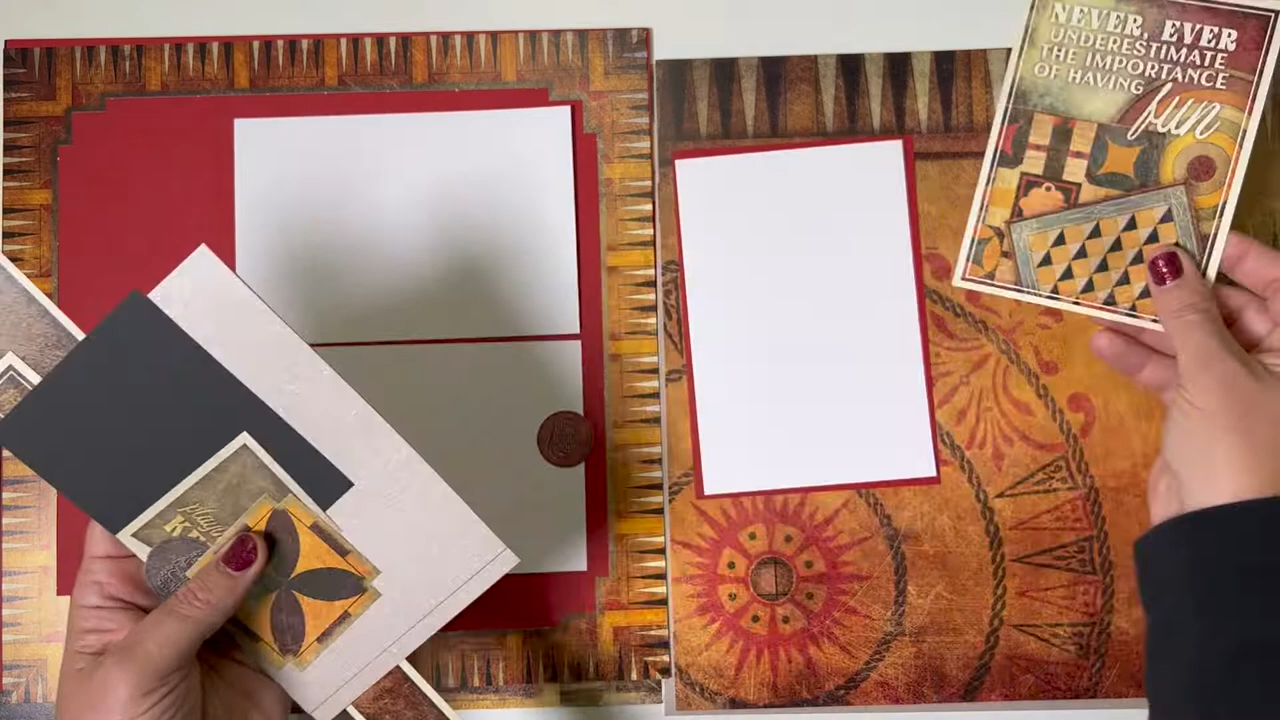 NEVER, EVER
UNDERESTIMATE
THE IMPORTANCE
OF HAVING
fun